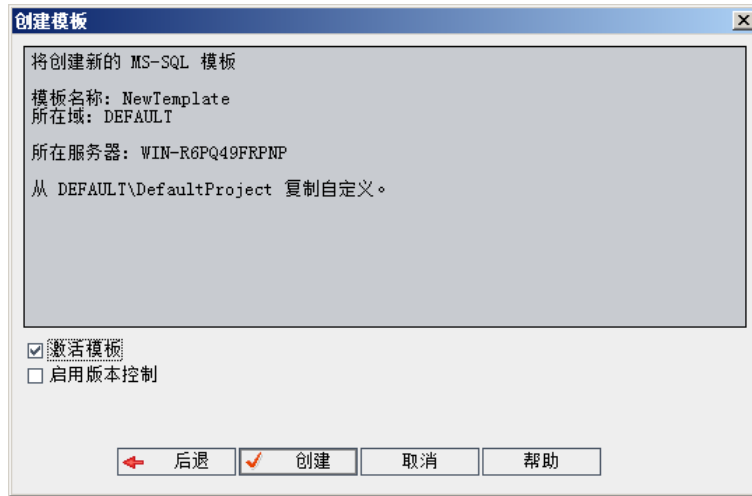 创建模板
将创建新的 MS-SQL 模板
模板名称: NewTemplate
所在域: DEFAULT
所在服务器: WIN-R6PQ49FRPNP
从 DEFAULT\DefaultProject 复制自定义。
激活模板
启用版本控制
后退 创建 取消 帮助